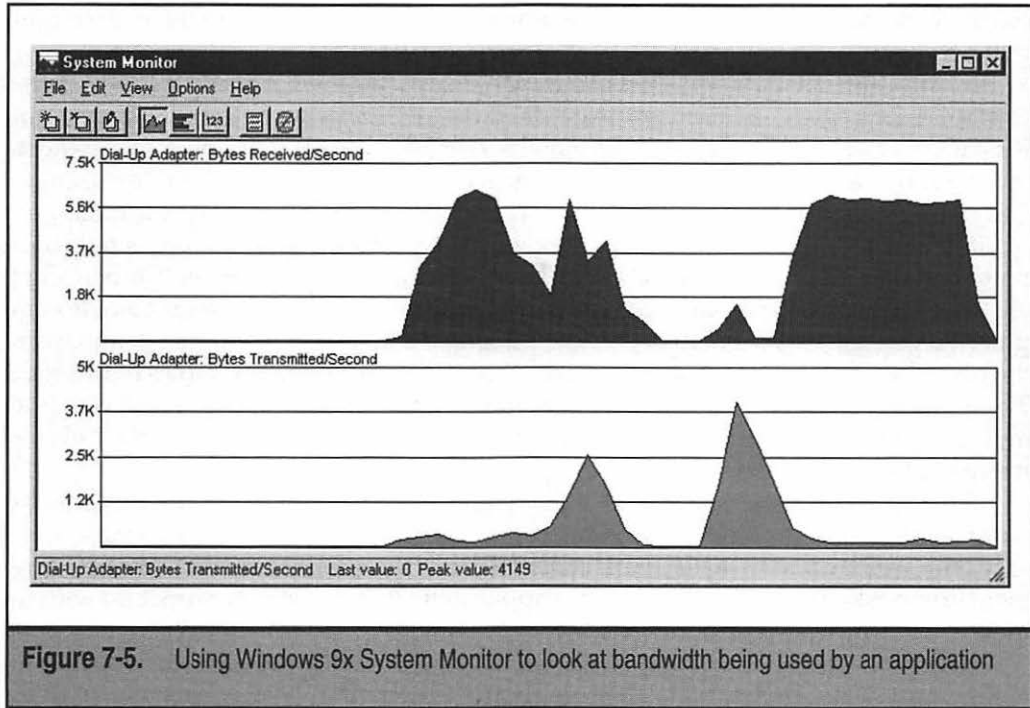 System Monitor
File Edit View Options Help
123
Dial-Up Adapter: Bytes Received/Second
7.5K
5.6K
3.7K
1.8K
Dial-Up Adapter: Bytes Transmitted/Second
5K
3.7K
2.5K
1.2K
Dial-Up Adapter: Bytes Transmitted/Second Last value: 0 Peak value: 4149
Figure 7-5. Using Windows 9x System Monitor to look at bandwidth being used by an application